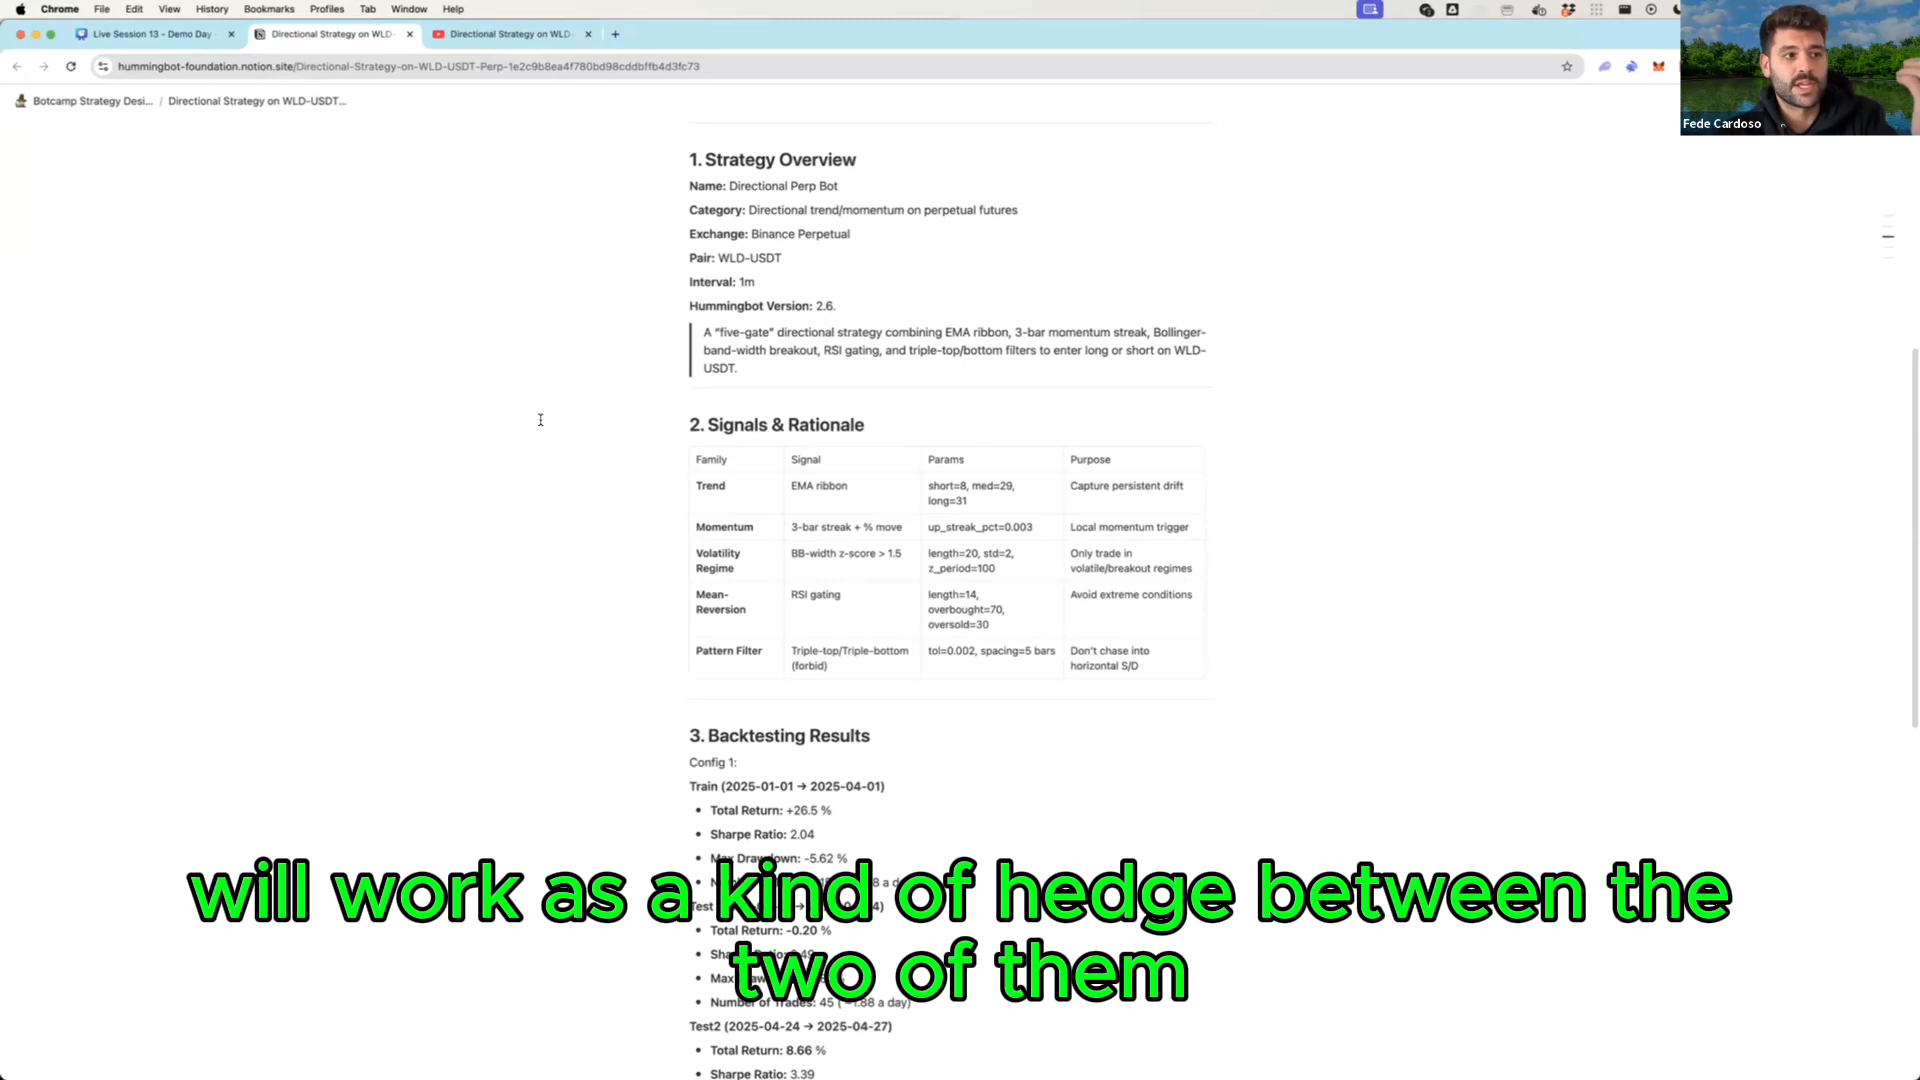 Chrome File Edit View History Bookmarks Profiles Tab Window Help
Live Session 13 - Demo Day
Directional Strategy on WLD-
Directional Strategy on WLD
hummingbot-foundation.notion.site/Directional-Strategy-on-WLD-USDT-Perp-1e2c9b8ea4f780bd98cddbffb4d3fc73
Botcamp Strategy Desi... / Directional Strategy on WLD-USDT...
Fede Cardoso
1. Strategy Overview
Name: Directional Perp Bot
Category: Directional trend/momentum on perpetual futures
Exchange: Binance Perpetual
Pair: WLD-USDT
Interval: 1m
Hummingbot Version: 2.6.
A “five-gate” directional strategy combining EMA ribbon, 3-bar momentum streak, Bollinger-
band-width breakout, RSI gating, and triple-top/bottom filters to enter long or short on WLD-
USDT.
2. Signals & Rationale
Family Signal Params Purpose
Trend EMA ribbon short=8, med=29, Capture persistent drift
long=31
Momentum 3-bar streak + % move up_streak_pct=0.003 Local momentum trigger
Volatility BB-width z-score > 1.5 length=20, std=2, Only trade in
Regime z_period=100 volatile/breakout regimes
Mean- RSI gating length=14, Avoid extreme conditions
Reversion overbought=70,
oversold=30
Pattern Filter Triple-top/Triple-bottom tol=0.002, spacing=5 bars Don't chase into
(forbid) horizontal S/D
3. Backtesting Results
Config 1:
Train (2025-01-01 → 2025-04-01)
• Total Return: +26.5 %
• Sharpe Ratio: 2.04
• Max Drawdown: -5.62 %
will work as a kind of hedge between the
• Total Return: -0.20 %
two of them
• Number of Trades: 45 (~1.88 a day)
Test2 (2025-04-24 → 2025-04-27)
• Total Return: 8.66 %
• Sharpe Ratio: 3.39